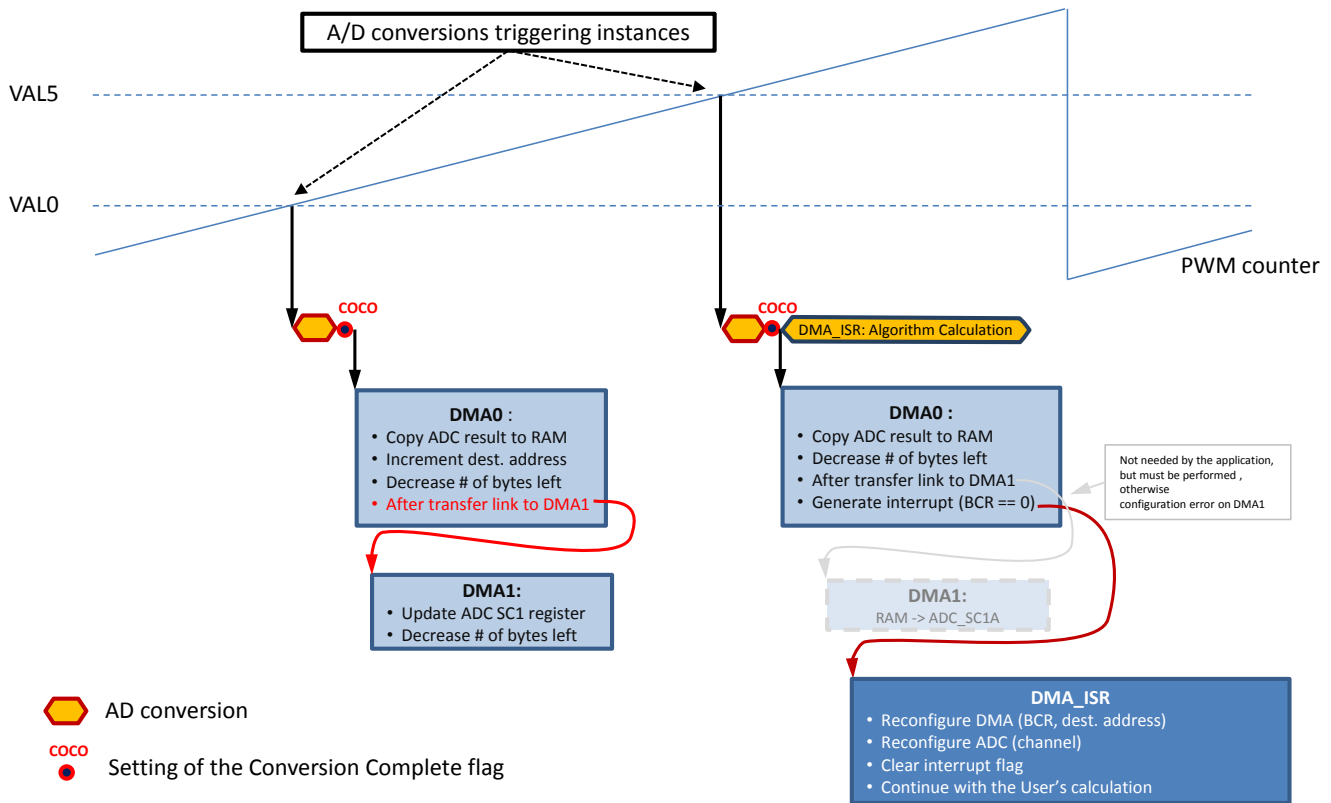 A/D conversions triggering instances
VAL5
VAL0
PWM counter
COCO
COCO
DMA_ISR: Algorithm Calculation
DMA0 :
• Copy ADC result to RAM
• Increment dest. address
• Decrease # of bytes left
• After transfer link to DMA1
DMA0 :
• Copy ADC result to RAM
• Decrease # of bytes left
• After transfer link to DMA1
• Generate interrupt (BCR == 0)
Not needed by the application,
but must be performed ,
otherwise
configuration error on DMA1
DMA1:
• Update ADC SC1 register
• Decrease # of bytes left
DMA1:
RAM -> ADC_SC1A
DMA_ISR
• Reconfigure DMA (BCR, dest. address)
• Reconfigure ADC (channel)
• Clear interrupt flag
• Continue with the User's calculation
AD conversion
COCO
Setting of the Conversion Complete flag